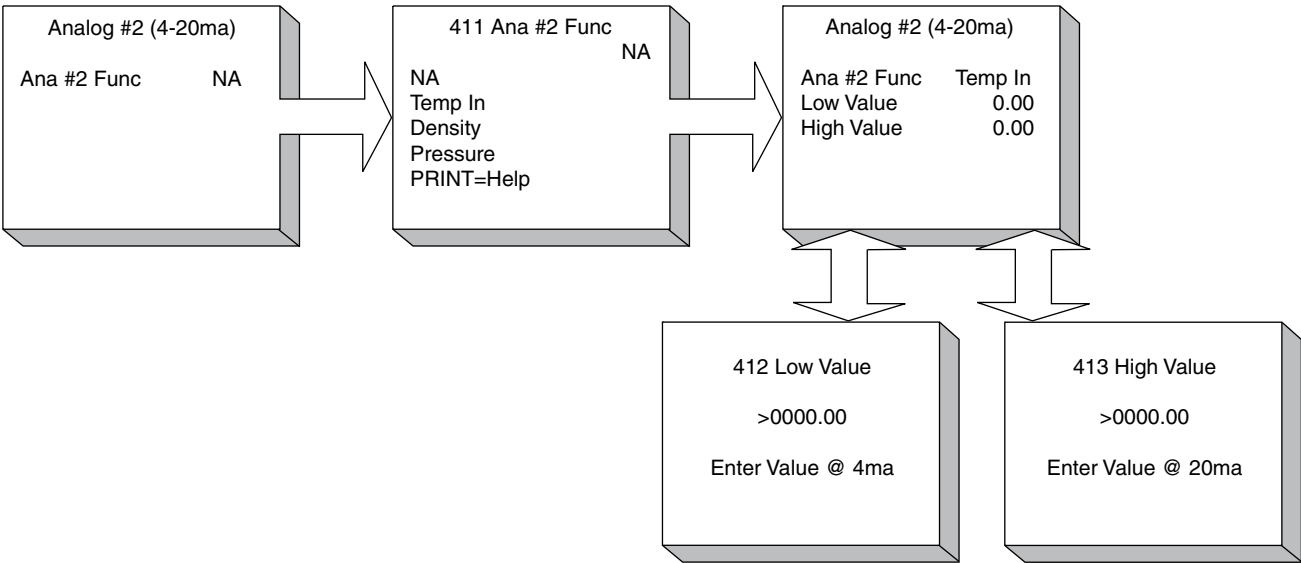 Analog #2 (4-20ma)
Ana #2 Func NA
411 Ana #2 Func
NA
NA
Temp In
Density
Pressure
PRINT=Help
Analog #2 (4-20ma)
Ana #2 Func Temp In
Low Value 0.00
High Value 0.00
412 Low Value
>0000.00
Enter Value @ 4ma
413 High Value
>0000.00
Enter Value @ 20ma